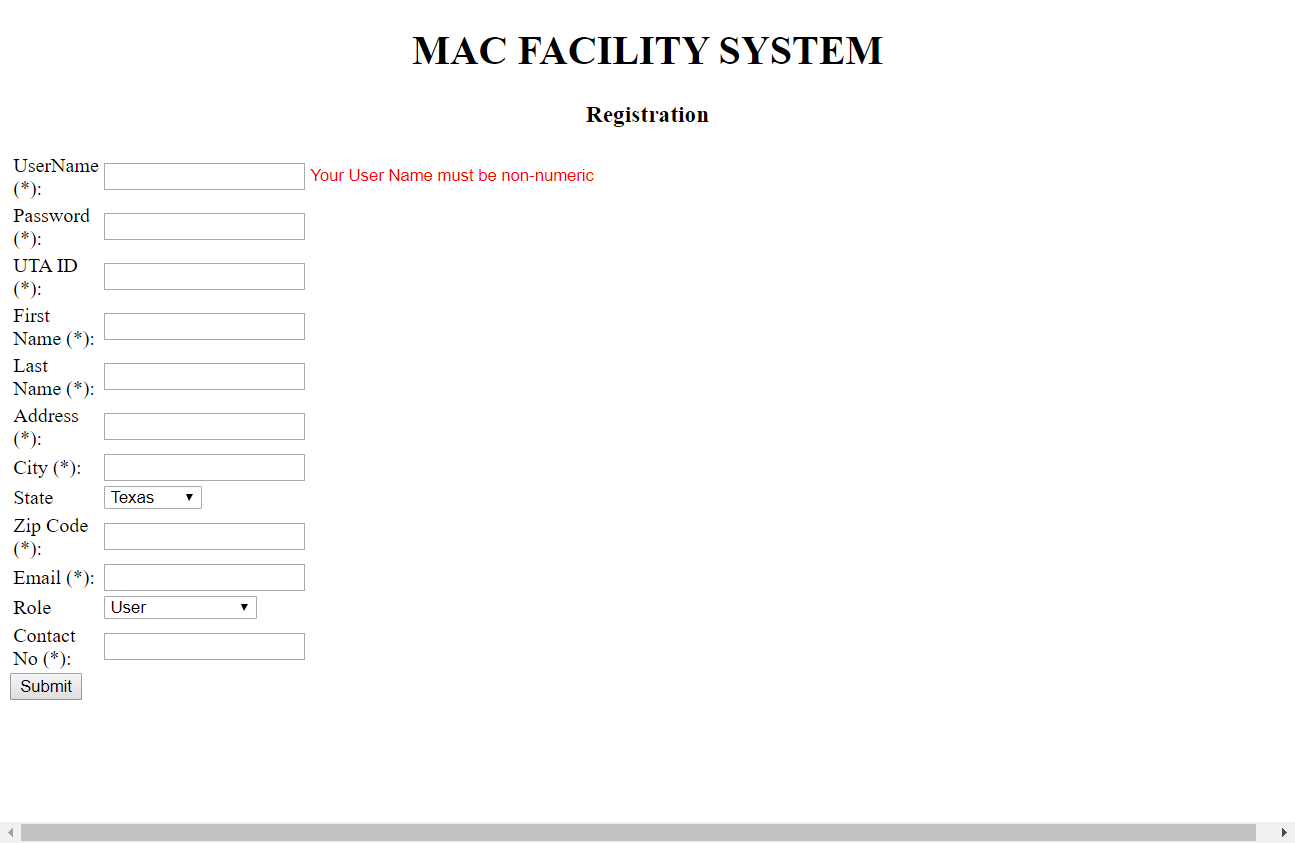 MAC FACILITY SYSTEM
Registration
UserName
(*):
Your User Name must be non-numeric
Password
(*):
UTA ID
(*):
First
Name (*):
Last
Name (*):
Address
(*):
City (*):
State
Texas
Zip Code
(*):
Email (*):
Role
User
Contact
No (*):
Submit